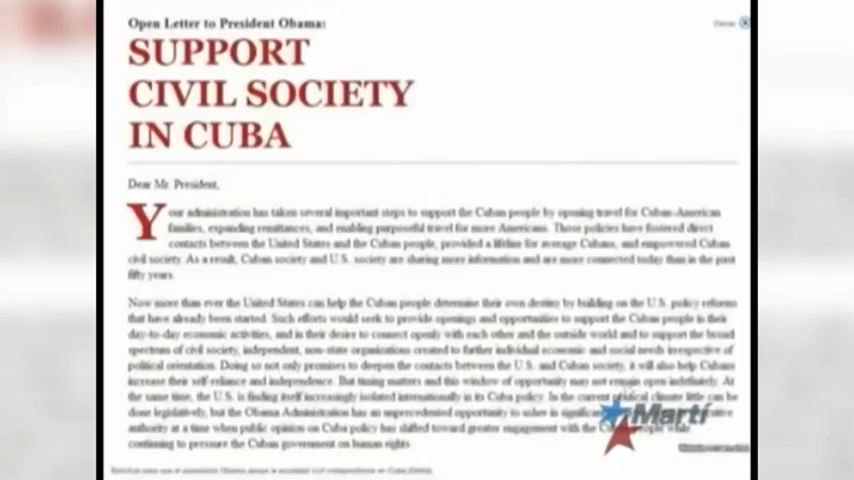 Open Letter to President Obama:
SUPPORT
CIVIL SOCIETY
IN CUBA
Dear Mr. President,
Your administration has taken several important steps to support the Cuban people by opening travel for Cuban-American
families, expanding remittances, and enabling purposeful travel for more Americans. Those policies have fostered direct
contacts between the United States and the Cuban people, provided a lifeline for average Cubans, and empowered Cuban
civil society. As a result, Cuban society and U.S. society are sharing more information and are more connected today than in the past
fifty years.
Now more than ever the United States can help the Cuban people determine their own destiny by building on the U.S. policy reforms
that have already been started. Such efforts would seek to provide openings and opportunities to support the Cuban people in their
day-to-day economic activities, and in their desire to connect openly with each other and the outside world and to support the broad
spectrum of civil society, independent, non-state organizations created to further individual economic and social needs irrespective of
political orientation. Doing so not only promises to deepen the contacts between the U.S. and Cuban society, it will also help Cubans
increase their self-reliance and independence. But timing matters and this window of opportunity may not remain open indefinitely. At
the same time, the U.S. is finding itself increasingly isolated internationally in its Cuba policy. In the current political climate little can be
done legislatively, but the Obama Administration has an unprecedented opportunity to usher in
authority at a time when public opinion on Cuba policy has shifted toward greater engagement with the people while
continuing to pressure the Cuban government on human rights.
Martí